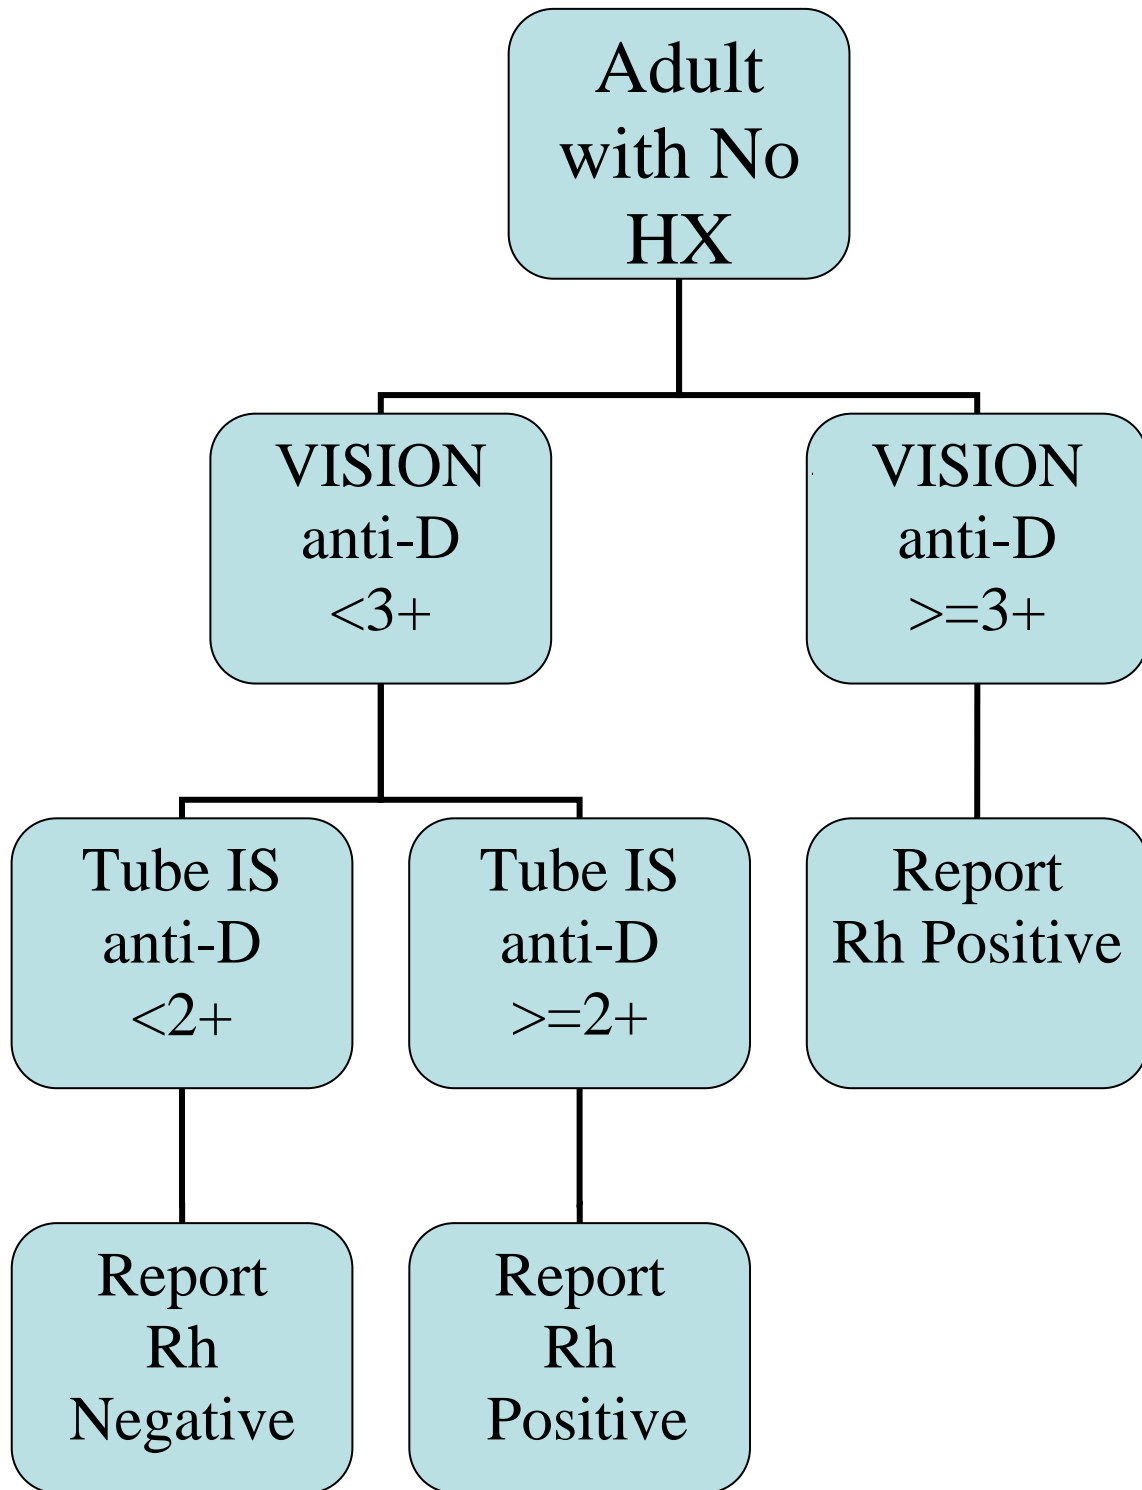 Adult
with No
HX
VISION
anti-D
<3+
VISION
anti-D
>=3+
Tube IS
anti-D
<2+
Tube IS
anti-D
>=2+
Report
Rh Positive
Report
Rh
Negative
Report
Rh
Positive